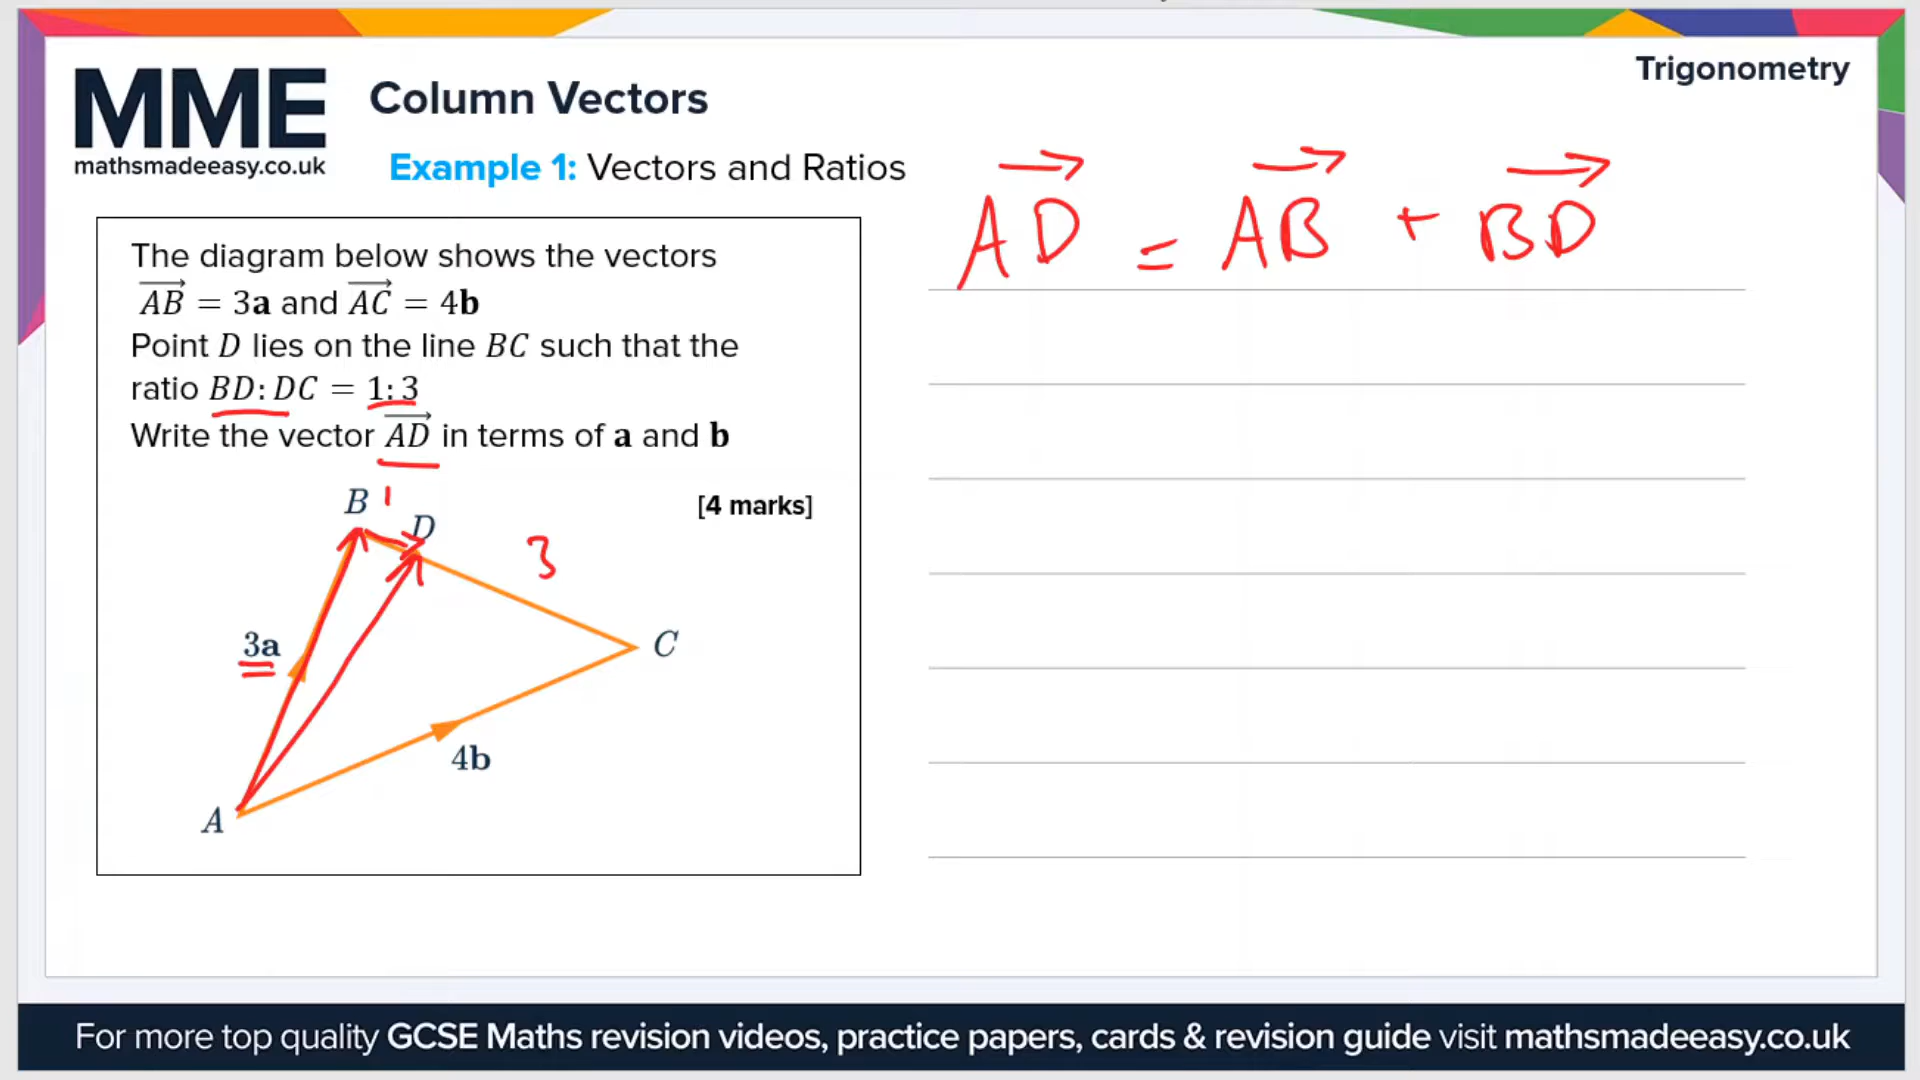 Trigonometry
MME
mathsmadeeasy.co.uk
Column Vectors
Example 1: Vectors and Ratios
AD = AB + BD
The diagram below shows the vectors
AB = 3a and AC = 4b
Point D lies on the line BC such that the
ratio BD:DC = 1:3
Write the vector AD in terms of a and b
[4 marks]
B 1
D
3
3a
C
4b
A
For more top quality GCSE Maths revision videos, practice papers, cards & revision guide visit mathsmadeeasy.co.uk